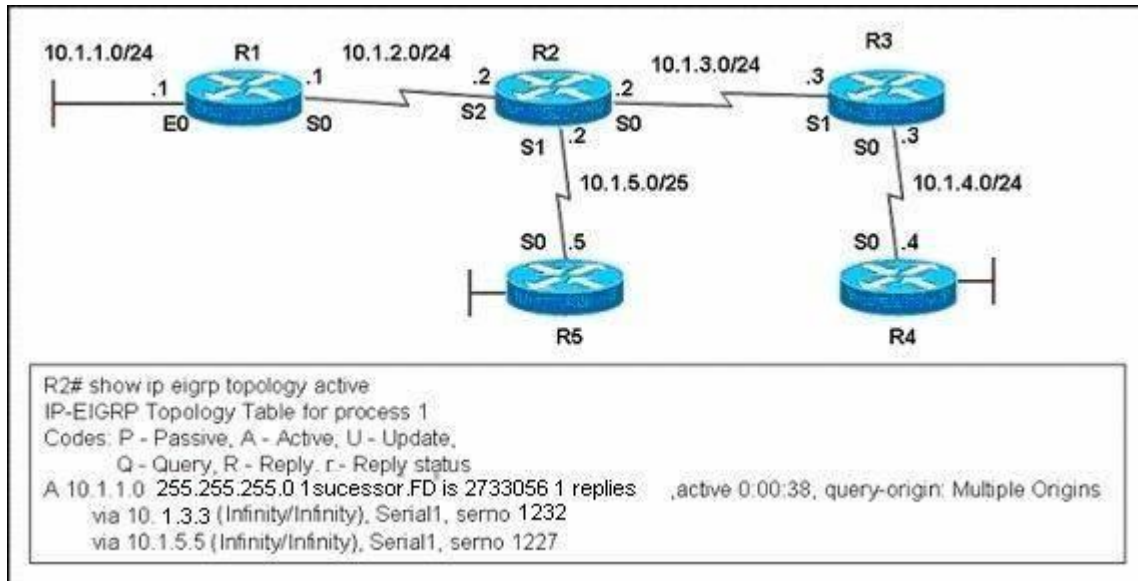 R3
10.1.1.0/24
R1
10.1.2.0/24
R2
10.1.3.0/24
.1
.1
.2
.2
.3
E0
S0
S2
S0
S1
S1
.2
S0
.3
10.1.5.0/25
10.1.4.0/24
S0
.5
S0
.4
R5
R4
R2# show ip eigrp topology active
IP-EIGRP Topology Table for process 1
Codes: P - Passive, A - Active, U - Update,
Q - Query, R - Reply. r - Reply status
A 10.1.1.0 255.255.255.0 1sucessor.FD is 2733056 1 replies ,active 0:00:38, query-origin: Multiple Origins
via 10. 1.3.3 (Infinity/Infinity), Serial1, serno 1232
via 10.1.5.5 (Infinity/Infinity), Serial1, serno 1227